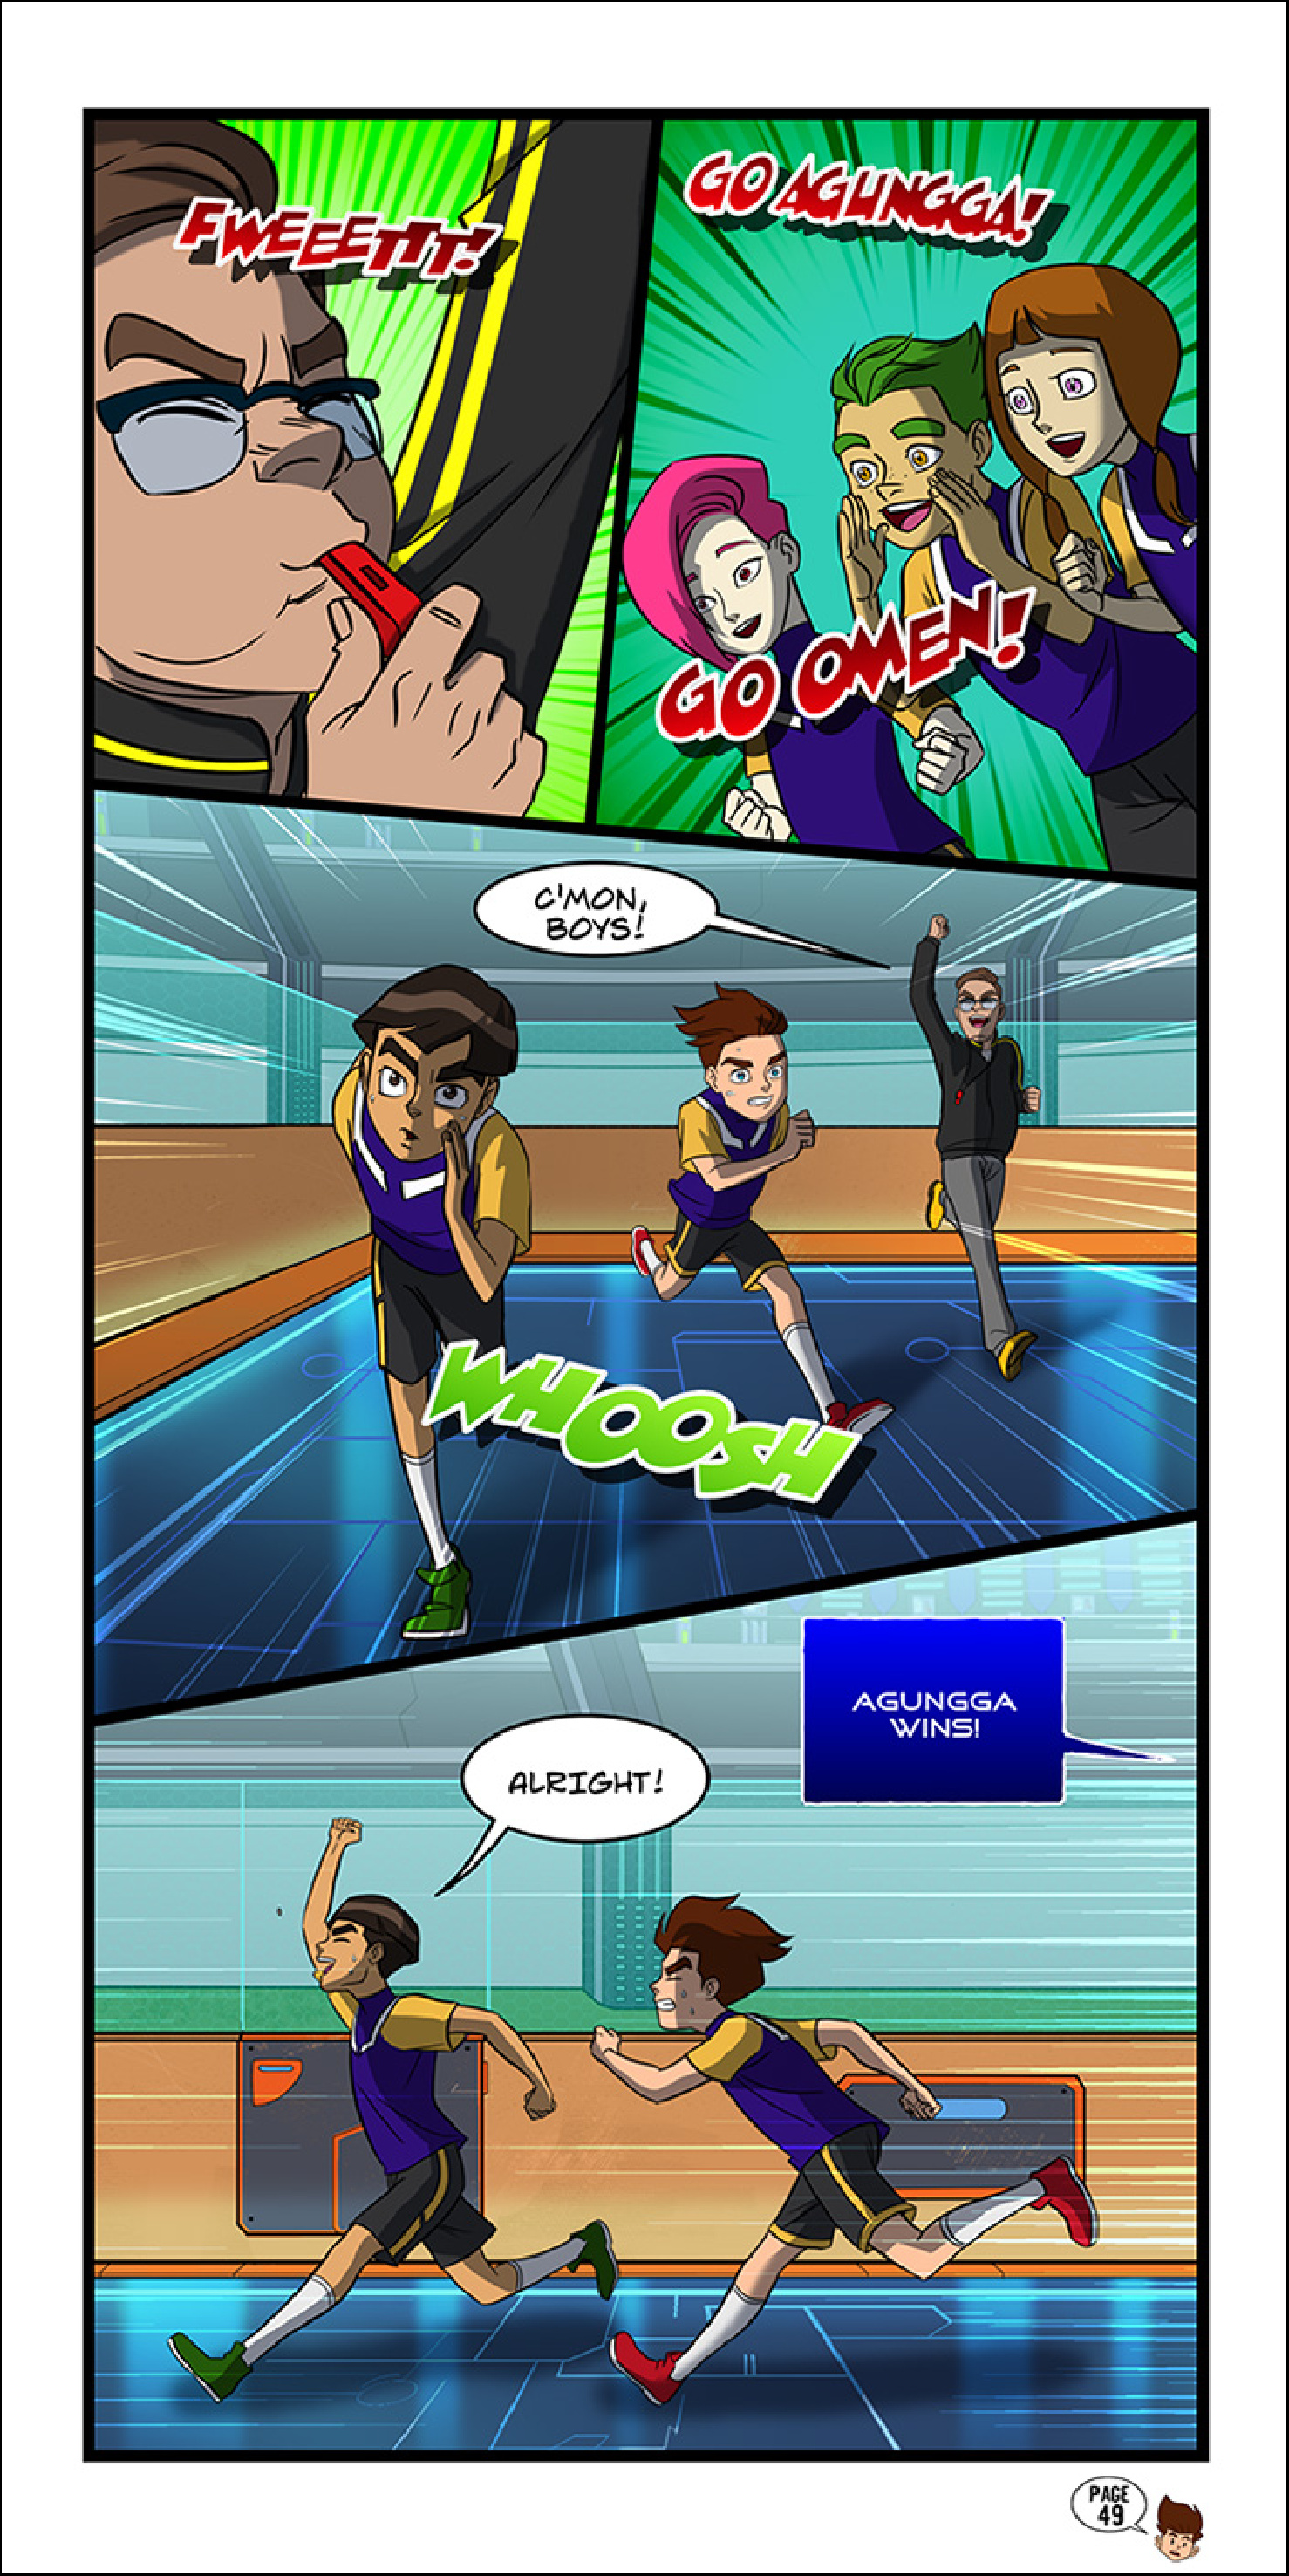 FWEEETTT!
GO AGUNGGA!
GO OMEN!
C'MON,
BOYS!
WHOOSH
AGUNGGA
WINS!
ALRIGHT!
PAGE
49